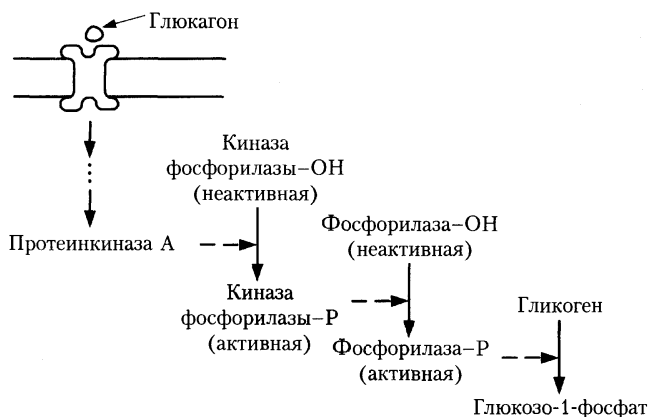 Глюкагон
Киназа
фосфорилазы–ОН
(неактивная)
Фосфорилаза–ОН
(неактивная)
Протеинкиназа А
Киназа
фосфорилазы–Р
(активная)
Гликоген
Фосфорилаза–Р
(активная)
Глюкозо-1-фосфат